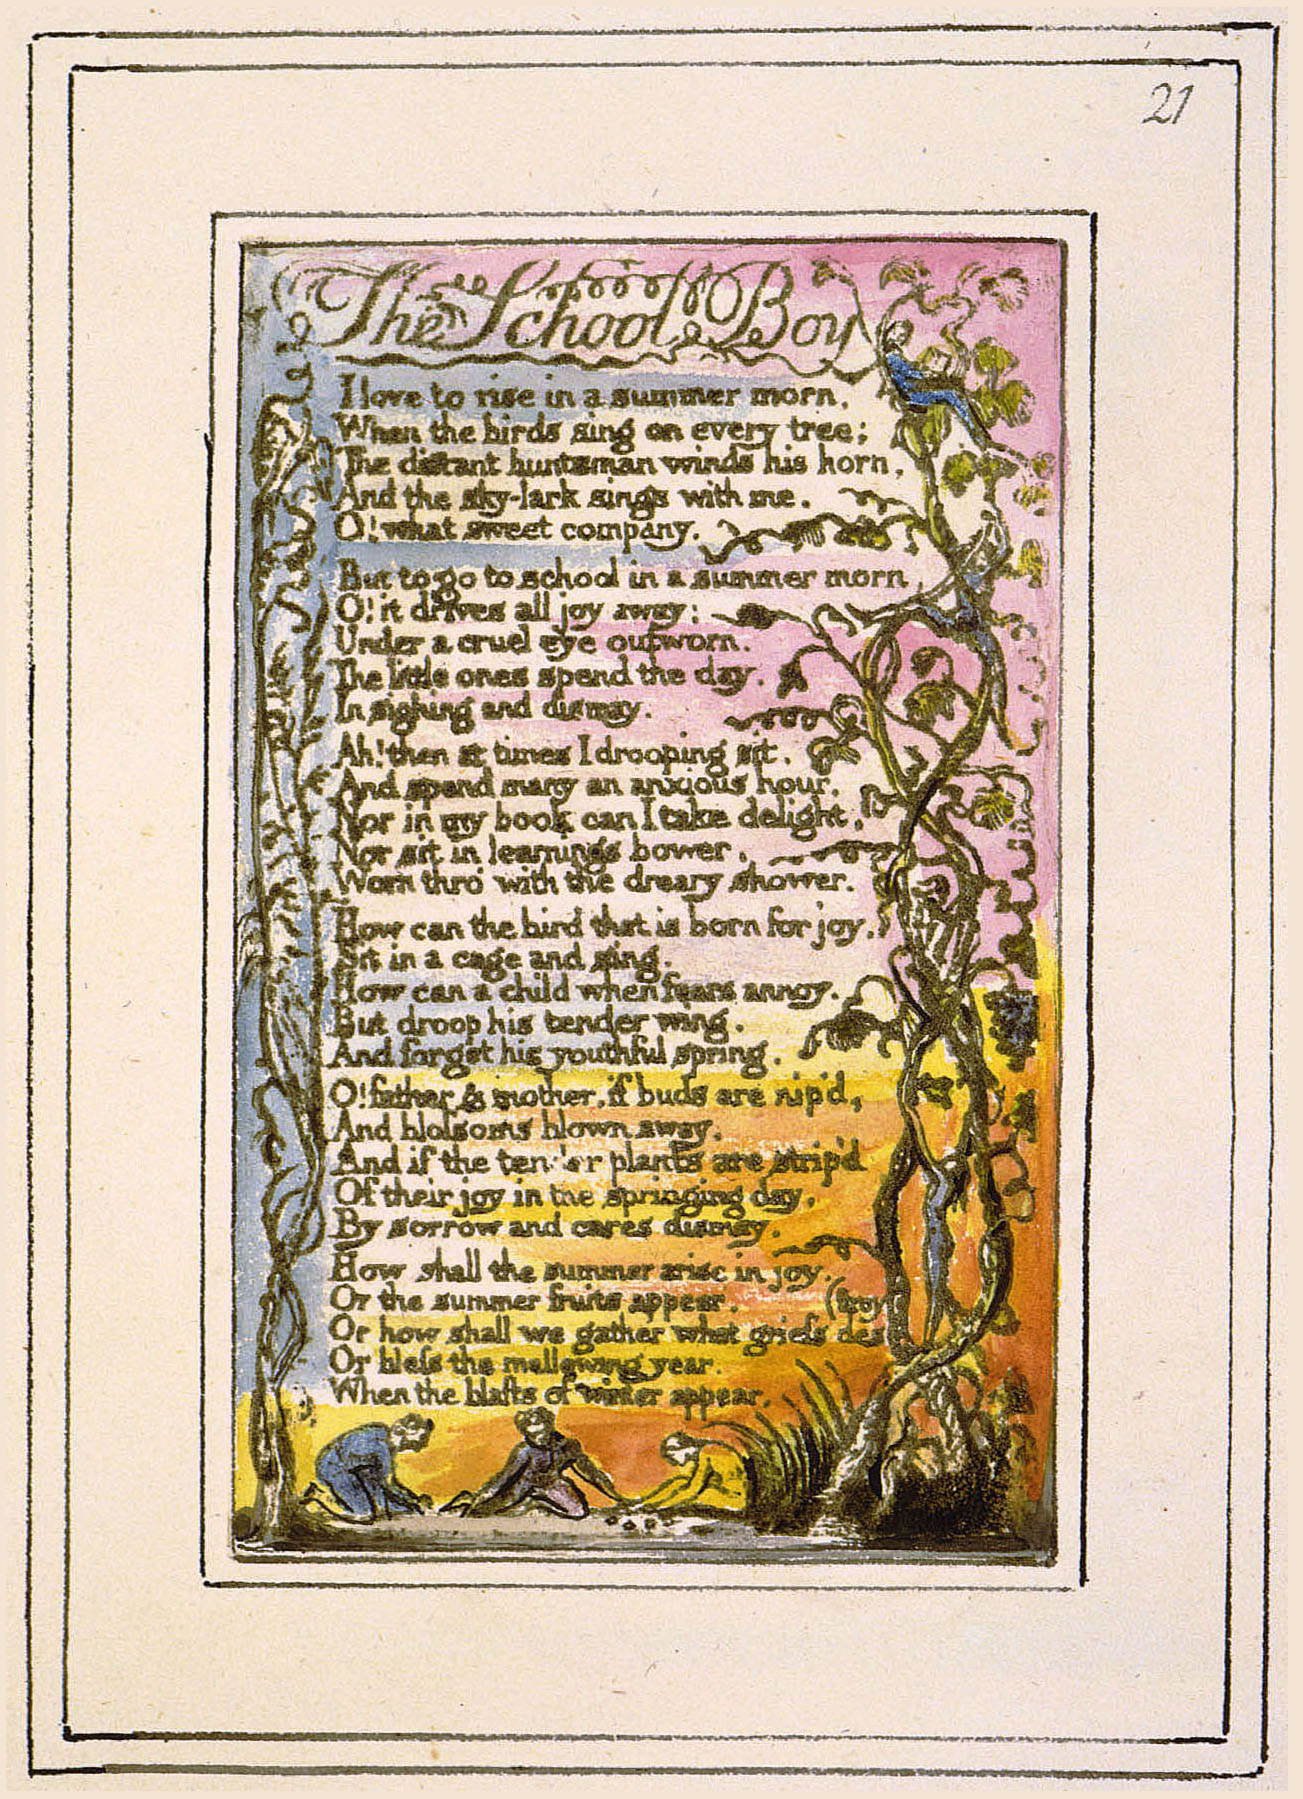 21
The School Boy
I love to rise in a summer morn,
When the birds sing on every tree;
The distant huntsman winds his horn,
And the sky-lark sings with me.
O! what sweet company.
But to go to school in a summer morn,
O! it drives all joy away;
Under a cruel eye outworn.
The little ones spend the day.
In sighing and dismay.
Ah! then at times I drooping sit,
And spend many an anxious hour.
Nor in my book can I take delight,
Nor sit in learnings bower,
Worn thro' with the dreary shower.
How can the bird that is born for joy,
Sit in a cage and sing.
How can a child when fears annoy.
But droop his tender wing.
And forget his youthful spring.
O! father & mother, if buds are nip'd,
And blossoms blown away,
And if the tender plants are strip'd
Of their joy in the springing day,
By sorrow and cares dismay.
How shall the summer arise in joy.
Or the summer fruits appear. (troy
Or how shall we gather what griefs des
Or bless the mellowing year.
When the blasts of winter appear.